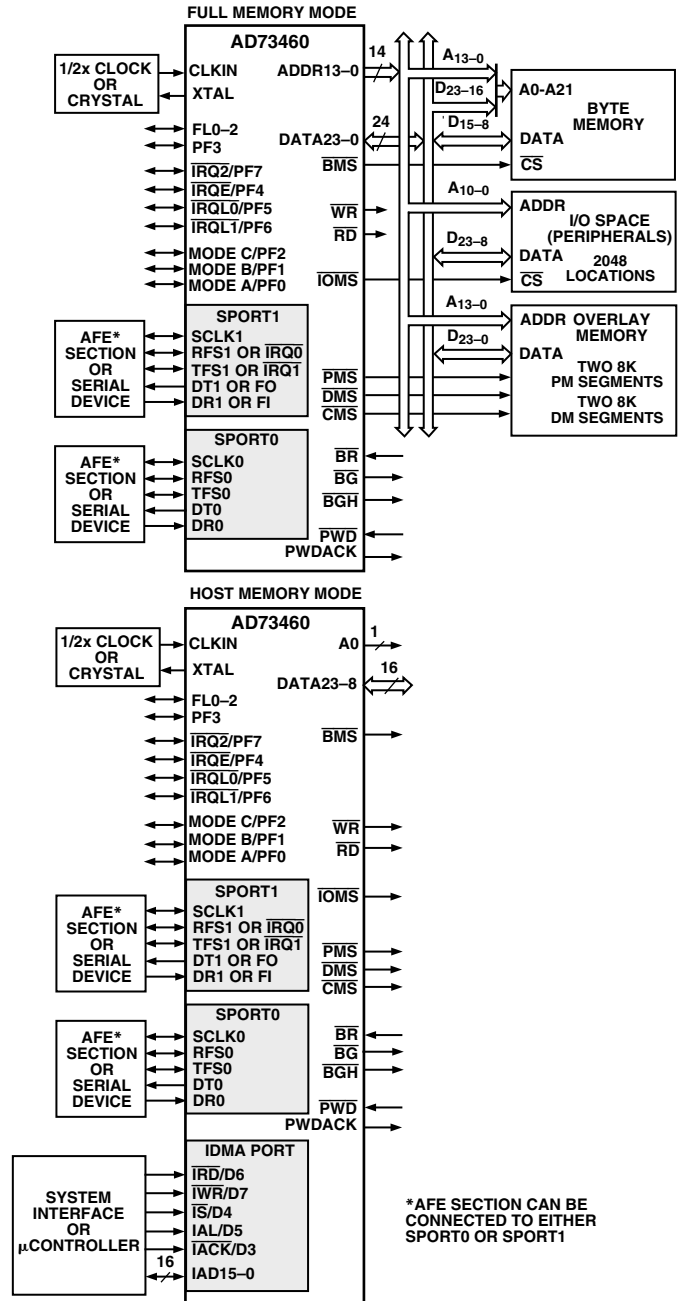 FULL MEMORY MODE
AD73460
1/2x CLOCK
OR
CRYSTAL
CLKIN
XTAL
FL0–2
PF3
IRQ2/PF7
IRQE/PF4
IRQL0/PF5
IRQL1/PF6
MODE C/PF2
MODE B/PF1
MODE A/PF0
ADDR13–0
14
DATA23–0
24
BMS
WR
RD
IOMS
A13–0
D23–16
D15–8
A0-A21
BYTE
MEMORY
DATA
CS
A10–0
D23–8
ADDR
I/O SPACE
(PERIPHERALS)
DATA
2048
LOCATIONS
CS
A13–0
D23–0
ADDR OVERLAY
MEMORY
DATA
TWO 8K
PM SEGMENTS
TWO 8K
DM SEGMENTS
AFE*
SECTION
OR
SERIAL
DEVICE
SPORT1
SCLK1
RFS1 OR IRQ0
TFS1 OR IRQ1
DT1 OR FO
DR1 OR FI
PMS
DMS
CMS
AFE*
SECTION
OR
SERIAL
DEVICE
SPORT0
SCLK0
RFS0
TFS0
DT0
DR0
BR
BG
BGH
PWD
PWDACK
HOST MEMORY MODE
AD73460
1/2x CLOCK
OR
CRYSTAL
CLKIN
XTAL
FL0–2
PF3
IRQ2/PF7
IRQE/PF4
IRQL0/PF5
IRQL1/PF6
MODE C/PF2
MODE B/PF1
MODE A/PF0
A0
1
DATA23–8
16
BMS
WR
RD
IOMS
AFE*
SECTION
OR
SERIAL
DEVICE
SPORT1
SCLK1
RFS1 OR IRQ0
TFS1 OR IRQ1
DT1 OR FO
DR1 OR FI
PMS
DMS
CMS
AFE*
SECTION
OR
SERIAL
DEVICE
SPORT0
SCLK0
RFS0
TFS0
DT0
DR0
BR
BG
BGH
PWD
PWDACK
SYSTEM
INTERFACE
OR
μCONTROLLER
16
IDMA PORT
IRD/D6
IWR/D7
IS/D4
IAL/D5
IACK/D3
IAD15–0
*AFE SECTION CAN BE
CONNECTED TO EITHER
SPORT0 OR SPORT1